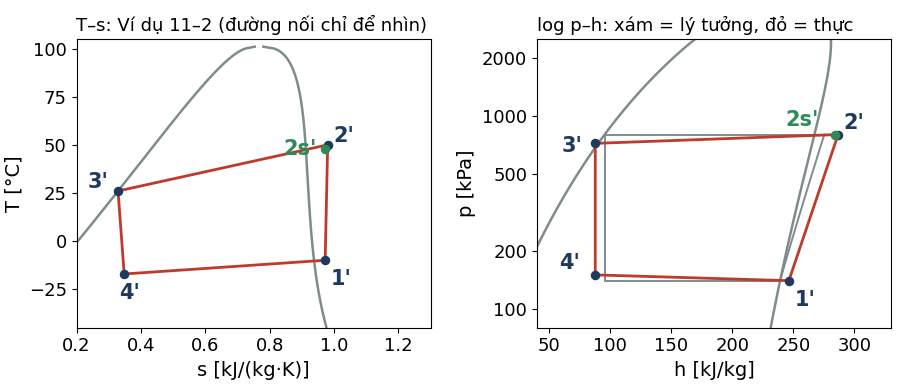 T–s: Ví dụ 11–2 (đường nối chỉ để nhìn)
100
75
50
25
0
−25
0.2 0.4 0.6 0.8 1.0 1.2
T [°C]
s [kJ/(kg·K)]
1'
2'
2s'
3'
4'
log p–h: xám = lý tưởng, đỏ = thực
2000
1000
500
200
100
50 100 150 200 250 300
p [kPa]
h [kJ/kg]
2s'
2'
3'
4'
1'